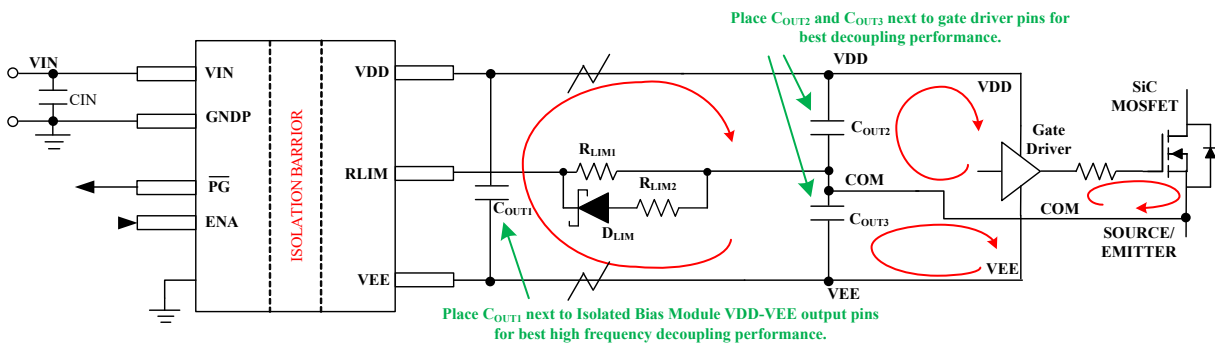 Place COUT2 and COUT3 next to gate driver pins for
best decoupling performance.
VIN
CIN
VIN
GNDP
PG
ENA
ISOLATION BARRIER
VDD
RLIM
VEE
COUT1
RLIM1
RLIM2
DLIM
VDD
COUT2
COM
COUT3
VEE
VDD
Gate
Driver
VEE
COM
SiC
MOSFET
SOURCE/
EMITTER
Place COUT1 next to Isolated Bias Module VDD-VEE output pins
for best high frequency decoupling performance.